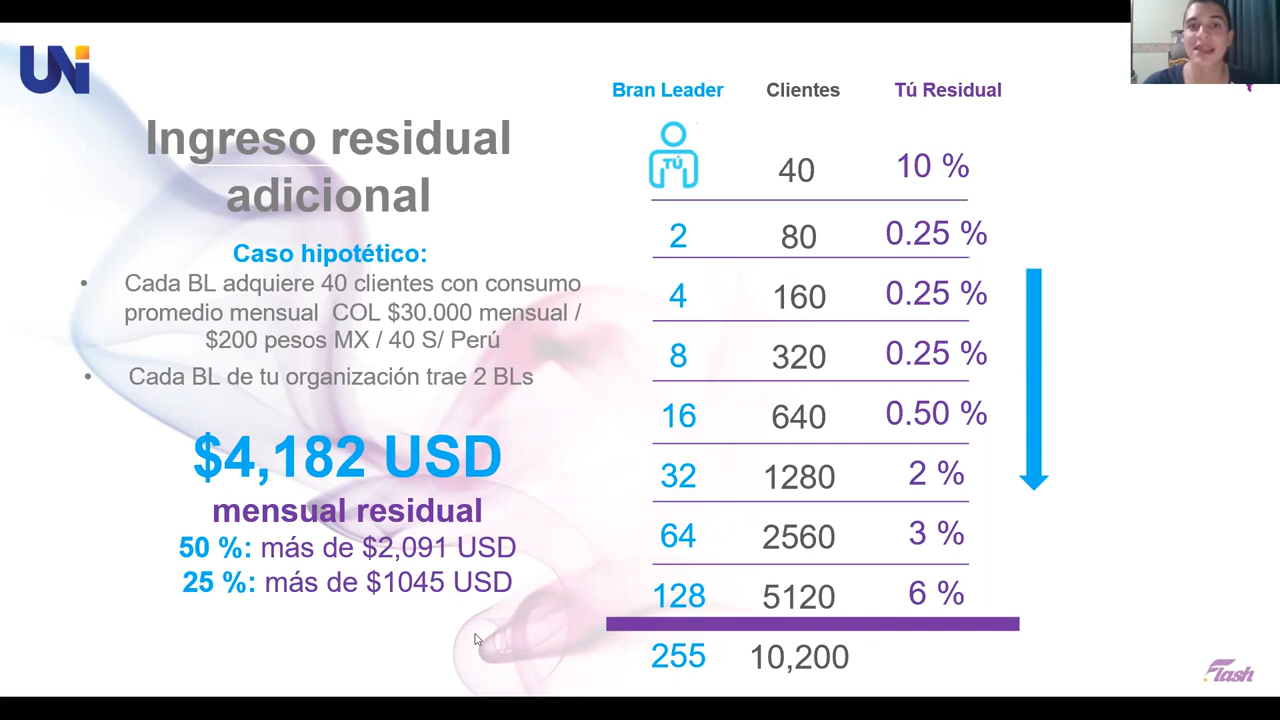 UNi
Ingreso residual
adicional
Caso hipotético:
• Cada BL adquiere 40 clientes con consumo
promedio mensual COL $30.000 mensual /
$200 pesos MX / 40 S/ Perú
• Cada BL de tu organización trae 2 BLs
$4,182 USD
mensual residual
50 %: más de $2,091 USD
25 %: más de $1045 USD
Bran Leader Clientes Tú Residual
TÚ 40 10 %
2 80 0.25 %
4 160 0.25 %
8 320 0.25 %
16 640 0.50 %
32 1280 2 %
64 2560 3 %
128 5120 6 %
255 10,200
Flash